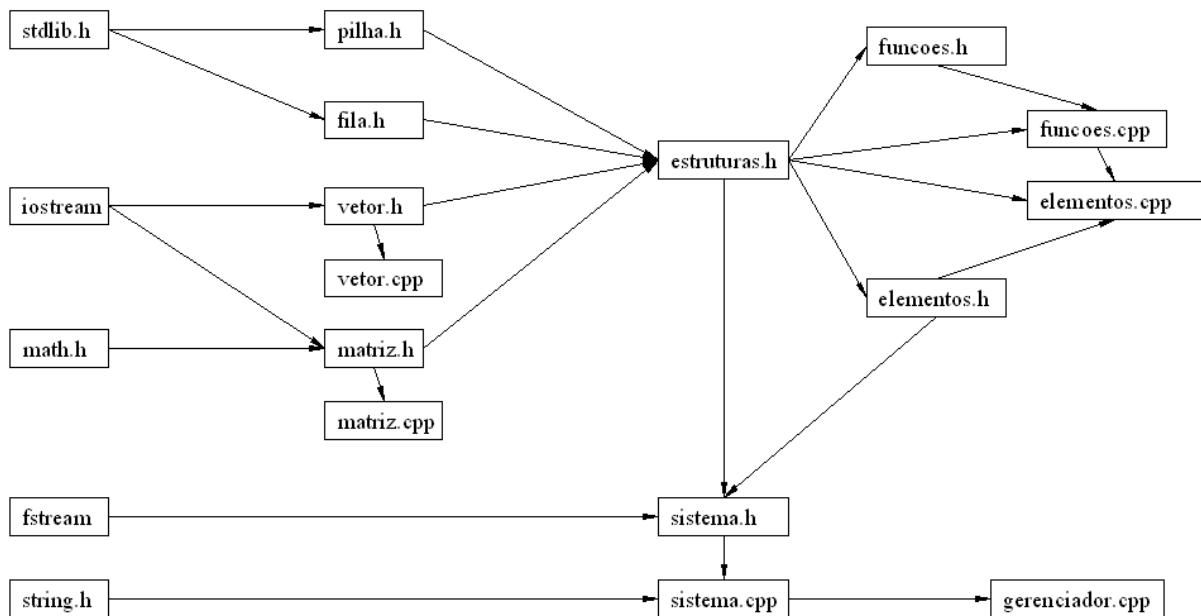 stdlib.h
pilha.h
funcoes.h
fila.h
funcoes.cpp
estruturas.h
iostream
vetor.h
elementos.cpp
vetor.cpp
elementos.h
math.h
matriz.h
matriz.cpp
fstream
sistema.h
string.h
sistema.cpp
gerenciador.cpp